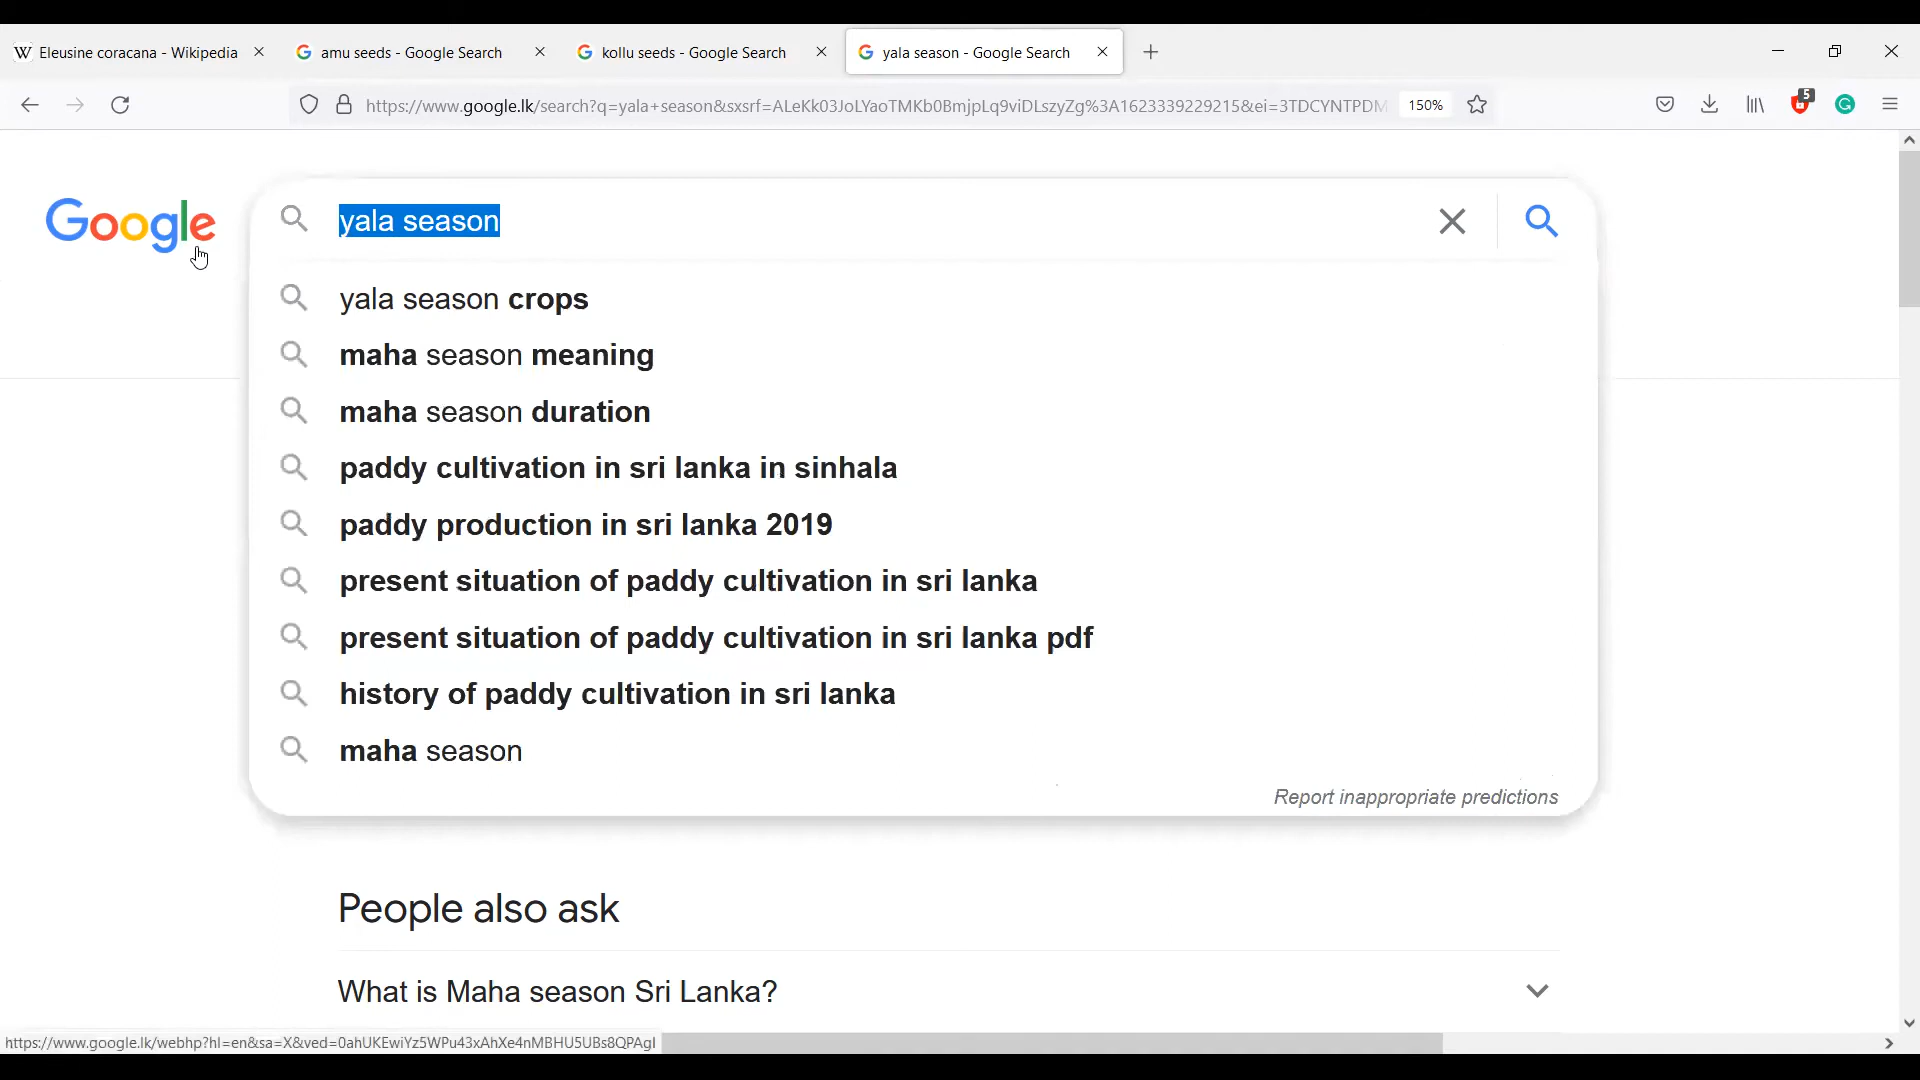 Eleusine coracana - Wikipedia
amu seeds - Google Search
kollu seeds - Google Search
yala season - Google Search
https://www.google.lk/search?q=yala+season&sxsrf=ALeKk03JoLYaoTMKb0BmjpLq9viDLszyZg%3A1623339229215&ei=3TDCYNTPDM
150%
5
Google
yala season
yala season crops
maha season meaning
maha season duration
paddy cultivation in sri lanka in sinhala
paddy production in sri lanka 2019
present situation of paddy cultivation in sri lanka
present situation of paddy cultivation in sri lanka pdf
history of paddy cultivation in sri lanka
maha season
Report inappropriate predictions
People also ask
What is Maha season Sri Lanka?
https://www.google.lk/webhp?hl=en&sa=X&ved=0ahUKEwiYz5WPu43xAhXe4nMBHU5UBs8QPAgI